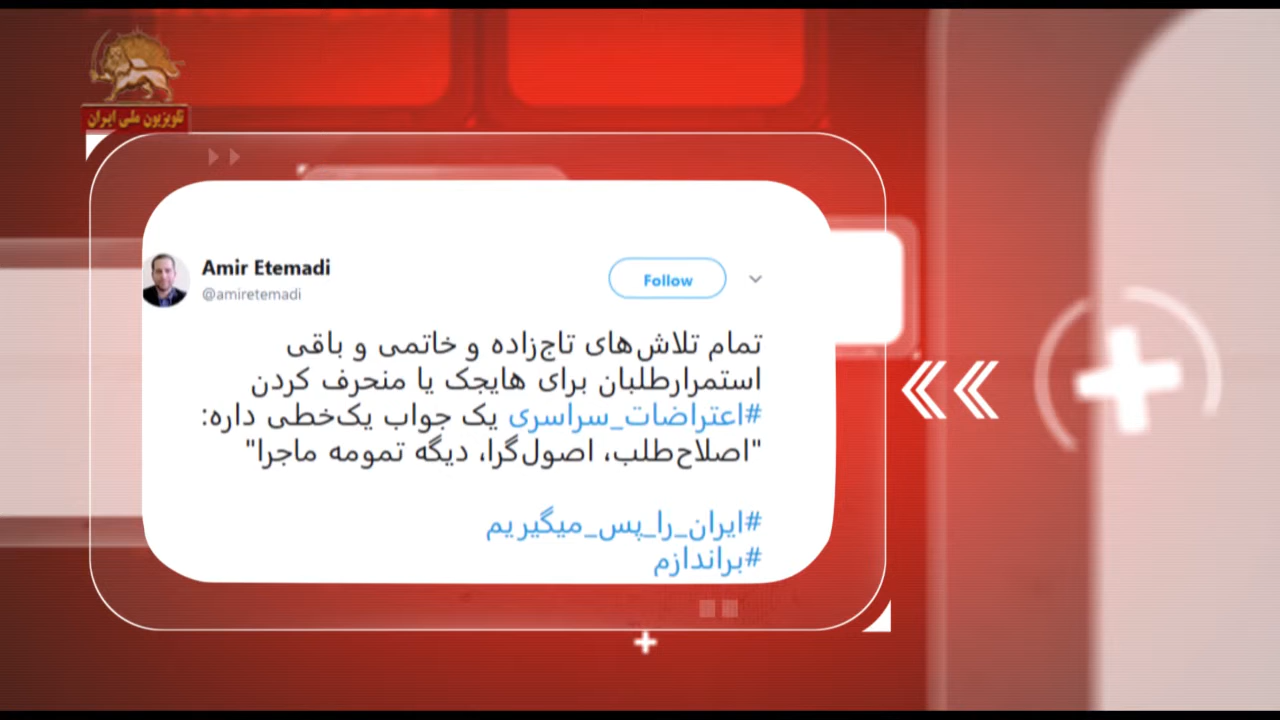 تلویزیون ملی ایران
Amir Etemadi
@amiretemadi
Follow
تمام تلاش‌های تاج‌زاده و خاتمی و باقی
استمرارطلبان برای هایجک یا منحرف کردن
#اعتراضات_سراسری یک جواب یک‌خطی داره:
"اصلاح‌طلب، اصول‌گرا، دیگه تمومه ماجرا"
#ایران_را_پس_میگیریم
#براندازم